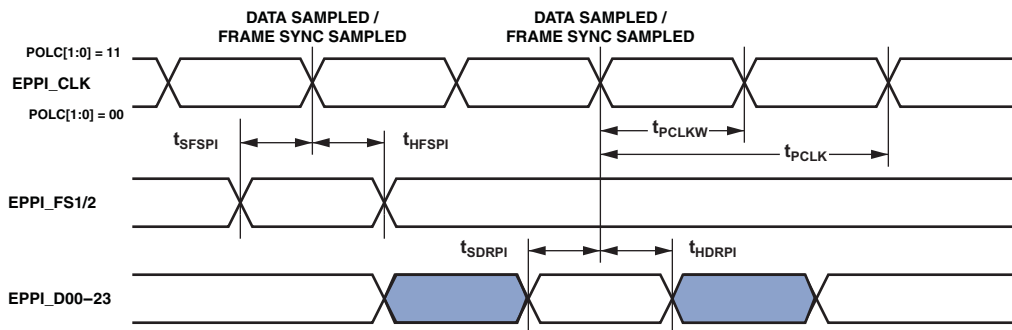 DATA SAMPLED /
FRAME SYNC SAMPLED
DATA SAMPLED /
FRAME SYNC SAMPLED
POLC[1:0] = 11
EPPI_CLK
POLC[1:0] = 00
tSFSPI
tHFSPI
tPCLKW
tPCLK
EPPI_FS1/2
tSDRPI
tHDRPI
EPPI_D00–23